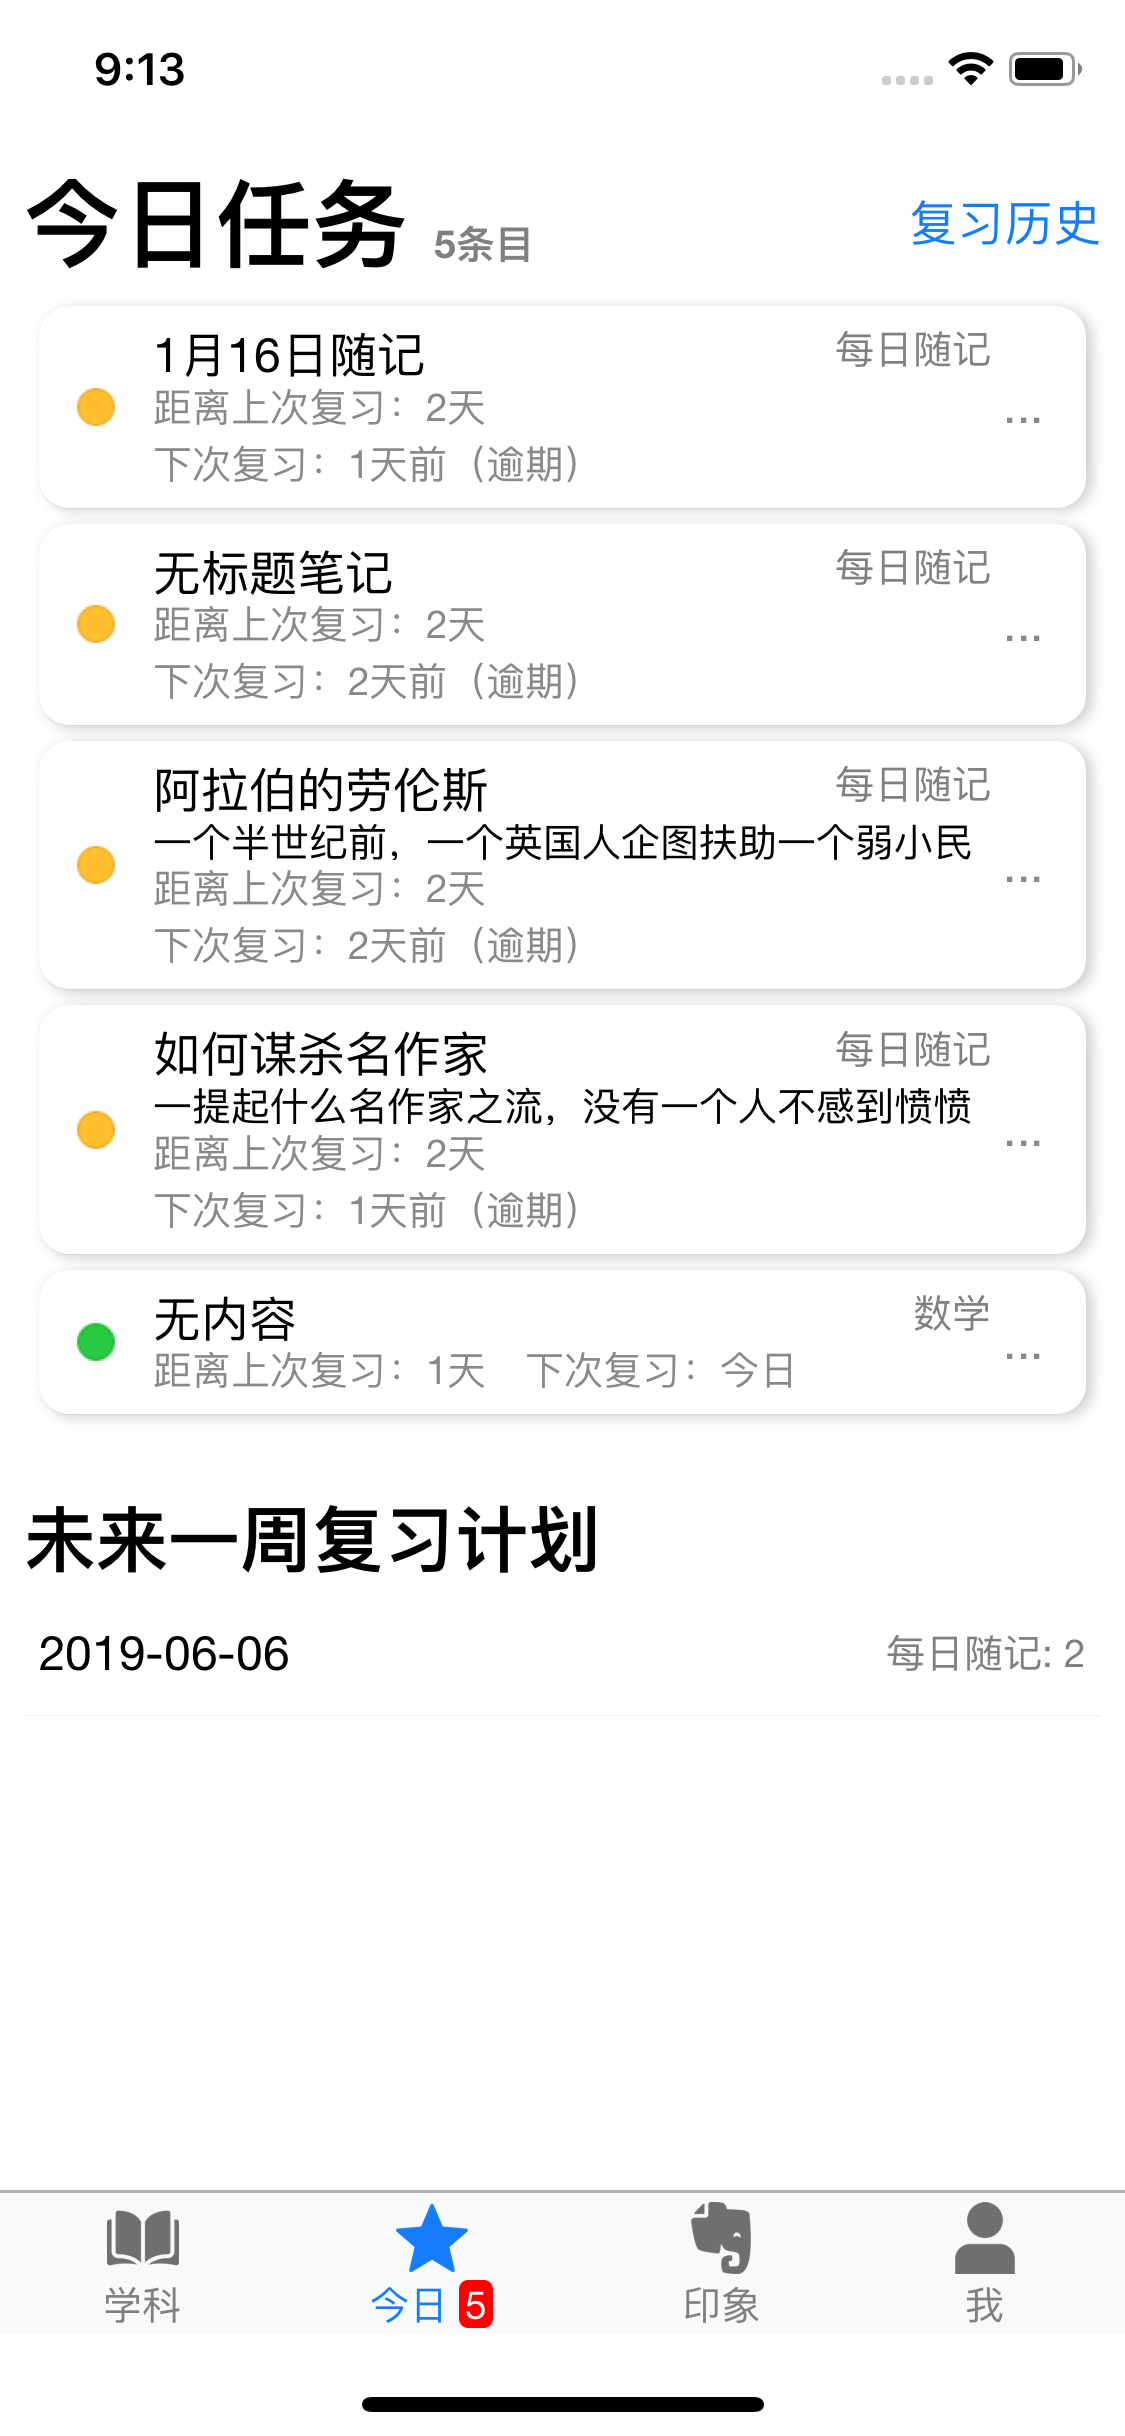 9:13
今日任务 5条目 复习历史
1月16日随记 每日随记
距离上次复习：2天
...
下次复习：1天前（逾期）
无标题笔记 每日随记
距离上次复习：2天
...
下次复习：2天前（逾期）
阿拉伯的劳伦斯 每日随记
一个半世纪前，一个英国人企图扶助一个弱小民
距离上次复习：2天
...
下次复习：2天前（逾期）
如何谋杀名作家 每日随记
一提起什么名作家之流，没有一个人不感到愤愤
距离上次复习：2天
...
下次复习：1天前（逾期）
无内容 数学
距离上次复习：1天 下次复习：今日
...
未来一周复习计划
2019-06-06 每日随记: 2
学科 今日 5 印象 我